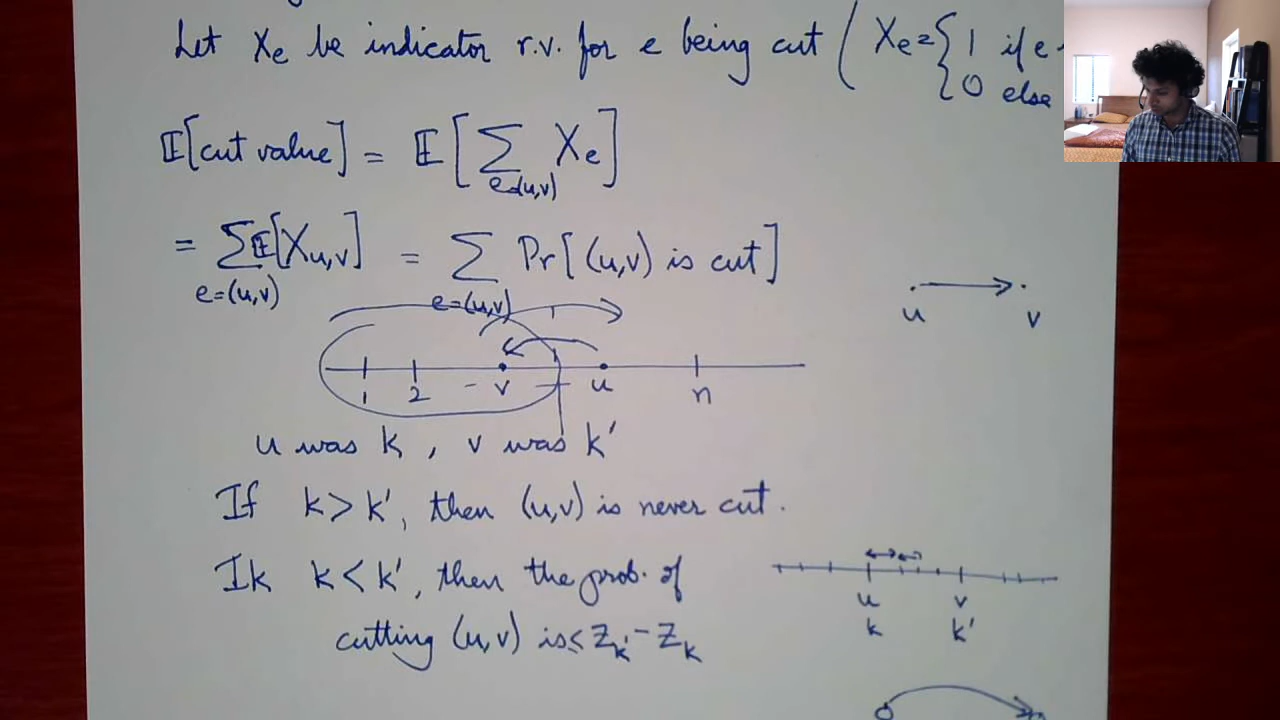 Let Xe be indicator r.v. for e being cut ( Xe = { 1 if e
0 else
𝔼[cut value] = 𝔼[ ∑ Xe ]
e=(u,v)
= ∑ 𝔼[Xu,v] = ∑ Pr[(u,v) is cut]
e=(u,v) e=(u,v)
u v
1 2 - v - u n
u was k, v was k'
If k > k', then (u,v) is never cut.
Ik k < k', then the prob. of
cutting (u,v) is ≤ Zk' - Zk
u v
k k'